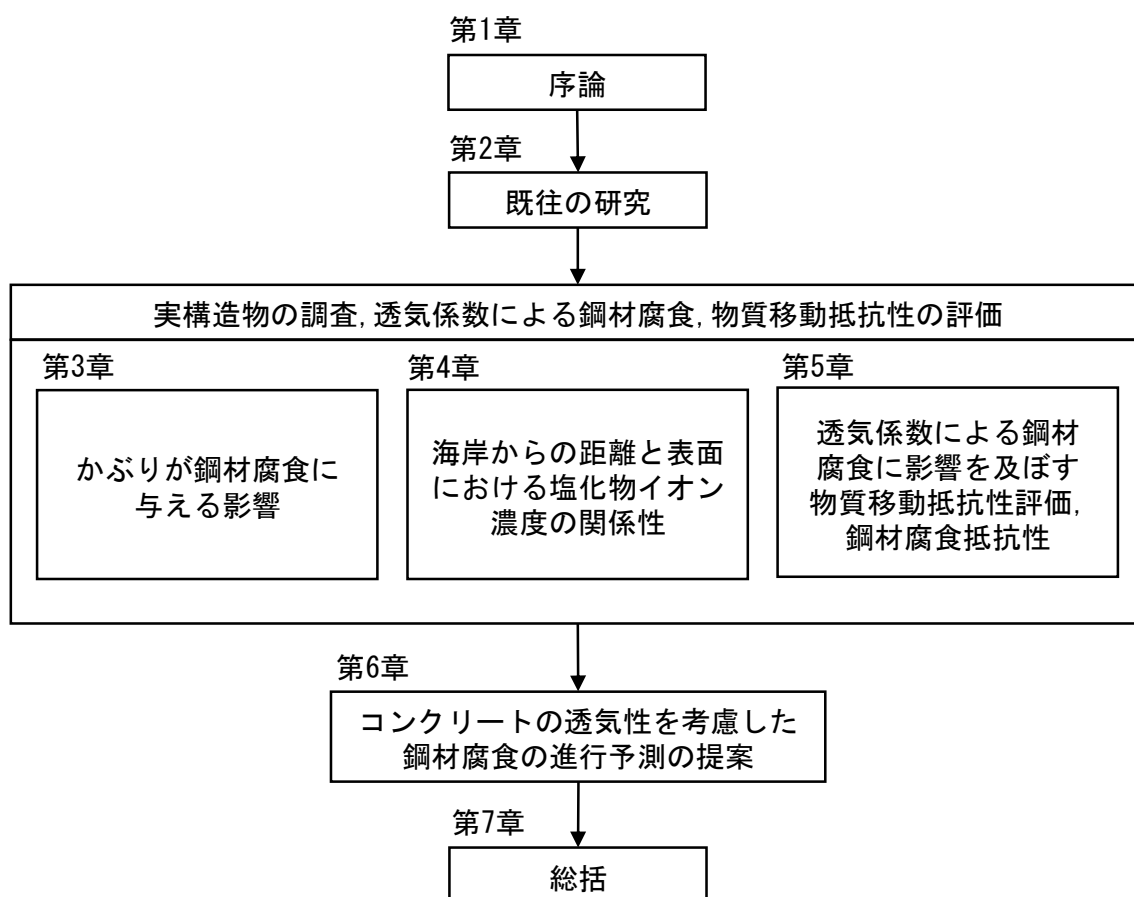 第1章
序論
第2章
既往の研究
実構造物の調査,透気係数による鋼材腐食,物質移動抵抗性の評価
第3章
かぶりが鋼材腐食に
与える影響
第4章
海岸からの距離と表面
における塩化物イオン
濃度の関係性
第5章
透気係数による鋼材
腐食に影響を及ぼす
物質移動抵抗性評価,
鋼材腐食抵抗性
第6章
コンクリートの透気性を考慮した
鋼材腐食の進行予測の提案
第7章
総括